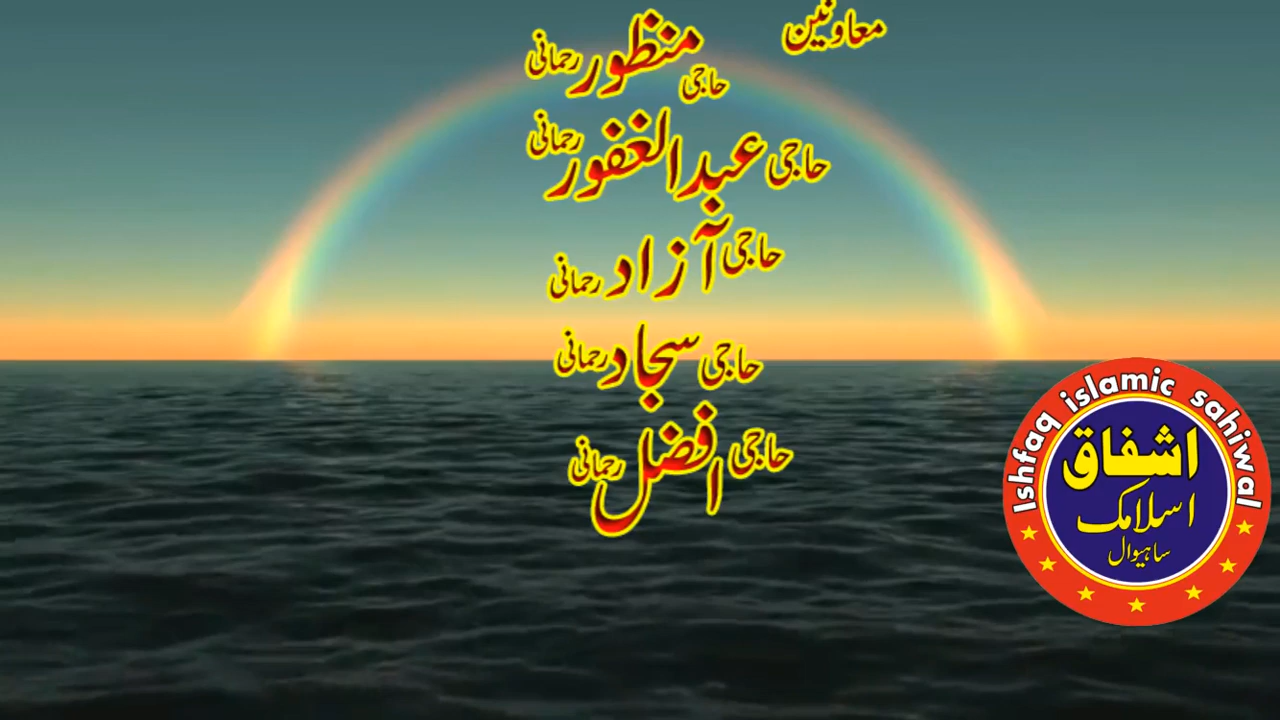 معاونین
حاجی منظور رحمانی
حاجی عبدالغفور رحمانی
حاجی آزاد رحمانی
حاجی سجاد رحمانی
حاجی افضل رحمانی
Ishfaq islamic sahiwal
اشفاق
اسلامک
ساہیوال